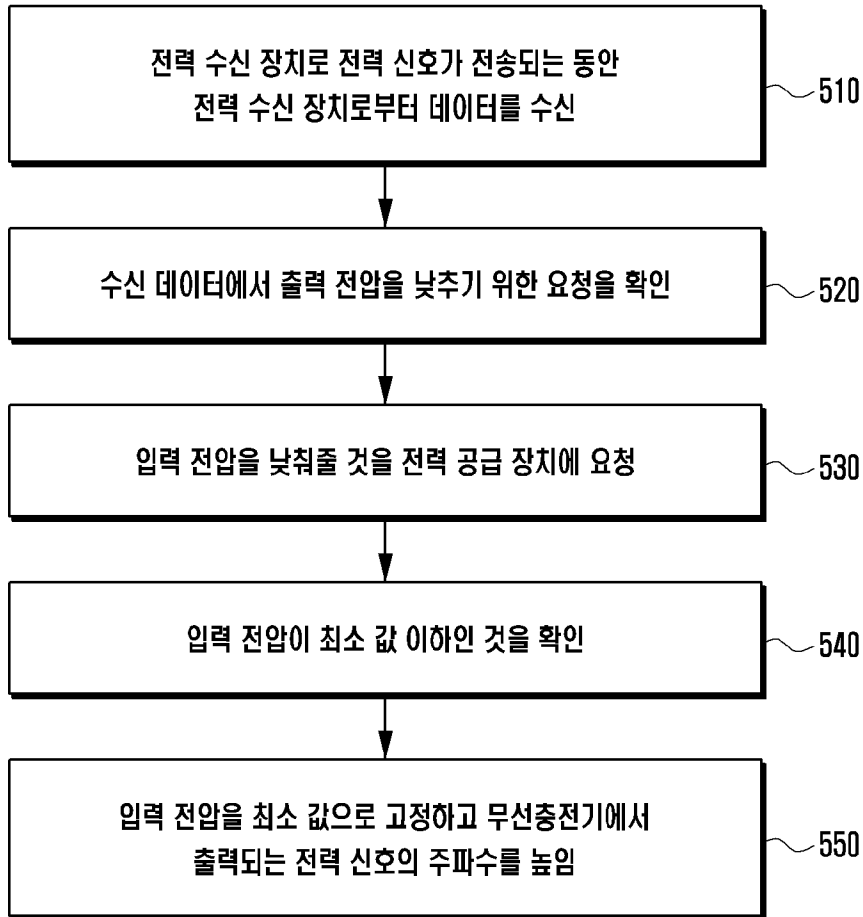 전력 수신 장치로 전력 신호가 전송되는 동안
전력 수신 장치로부터 데이터를 수신
510
수신 데이터에서 출력 전압을 낮추기 위한 요청을 확인
520
입력 전압을 낮춰줄 것을 전력 공급 장치에 요청
530
입력 전압이 최소 값 이하인 것을 확인
540
입력 전압을 최소 값으로 고정하고 무선충전기에서
출력되는 전력 신호의 주파수를 높임
550